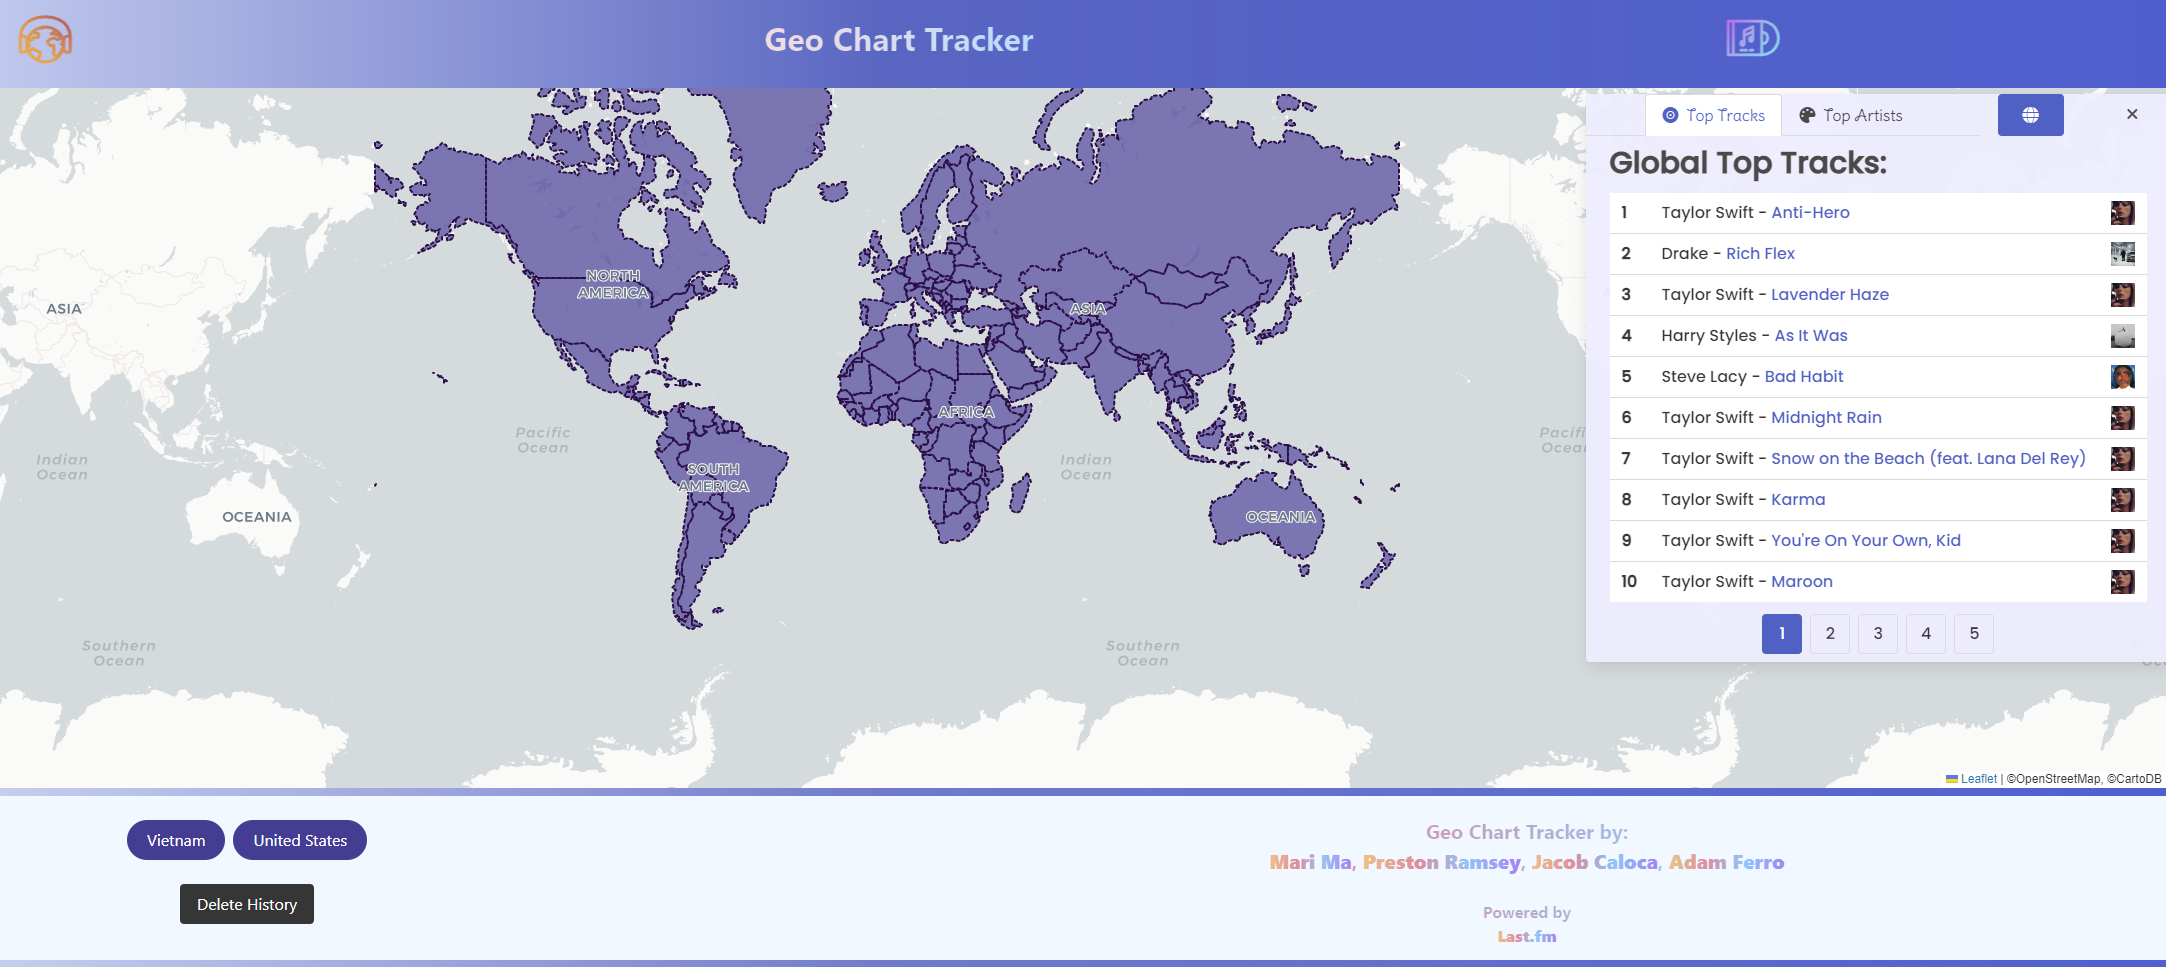 Geo Chart Tracker
Top Tracks
Top Artists
×
Global Top Tracks:
1 Taylor Swift - Anti-Hero
2 Drake - Rich Flex
3 Taylor Swift - Lavender Haze
4 Harry Styles - As It Was
5 Steve Lacy - Bad Habit
6 Taylor Swift - Midnight Rain
7 Taylor Swift - Snow on the Beach (feat. Lana Del Rey)
8 Taylor Swift - Karma
9 Taylor Swift - You're On Your Own, Kid
10 Taylor Swift - Maroon
1 2 3 4 5
NORTH
AMERICA
ASIA
ASIA
AFRICA
Pacific
Ocean
Pacifi
Ocea
Indian
Ocean
Indian
Ocean
SOUTH
AMERICA
OCEANIA
OCEANIA
Southern
Ocean
Southern
Ocean
Leaflet | ©OpenStreetMap, ©CartoDB
Vietnam
United States
Delete History
Geo Chart Tracker by:
Mari Ma, Preston Ramsey, Jacob Caloca, Adam Ferro
Powered by
Last.fm